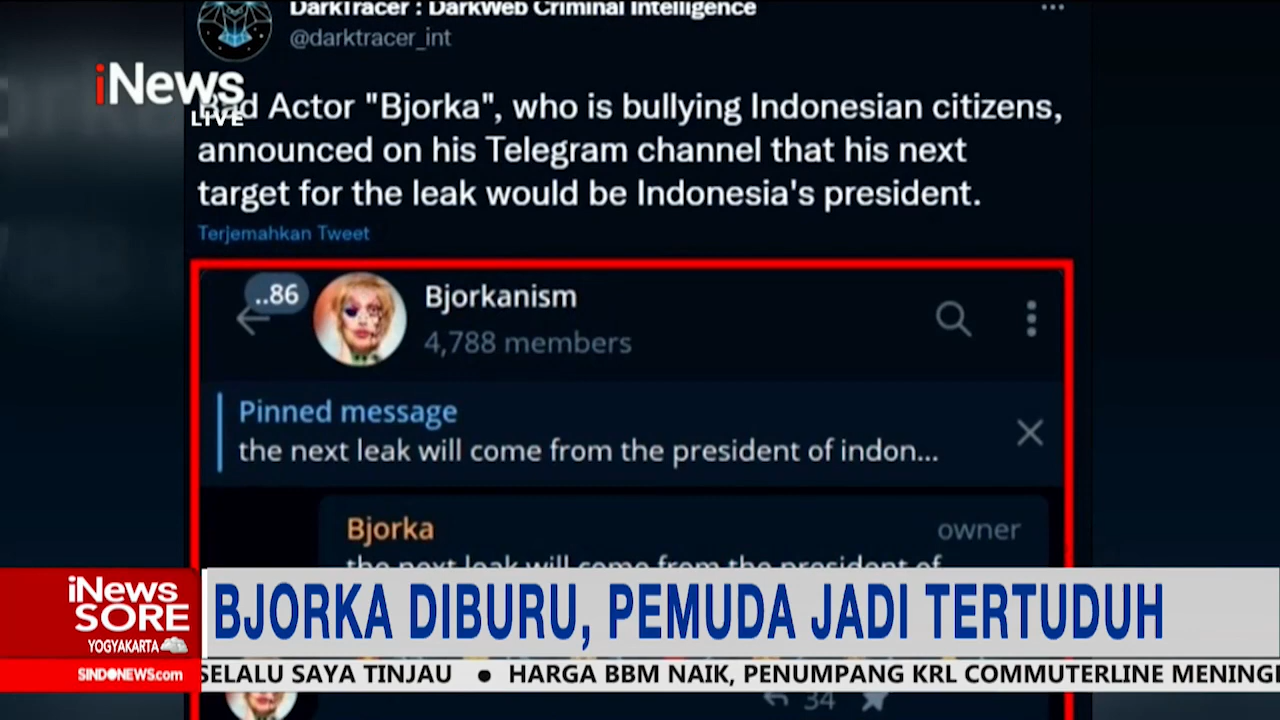 DarkTracer : DarkWeb Criminal Intelligence
@darktracer_int
iNews
LIVE
Bad Actor "Bjorka", who is bullying Indonesian citizens,
announced on his Telegram channel that his next
target for the leak would be Indonesia's president.
Terjemahkan Tweet
..86
Bjorkanism
4,788 members
Pinned message
the next leak will come from the president of indon...
Bjorka
owner
the next leak will come from the president of
iNews
SORE
YOGYAKARTA
BJORKA DIBURU, PEMUDA JADI TERTUDUH
SINDONEWS.com
SELALU SAYA TINJAU ● HARGA BBM NAIK, PENUMPANG KRL COMMUTERLINE MENINGI
34